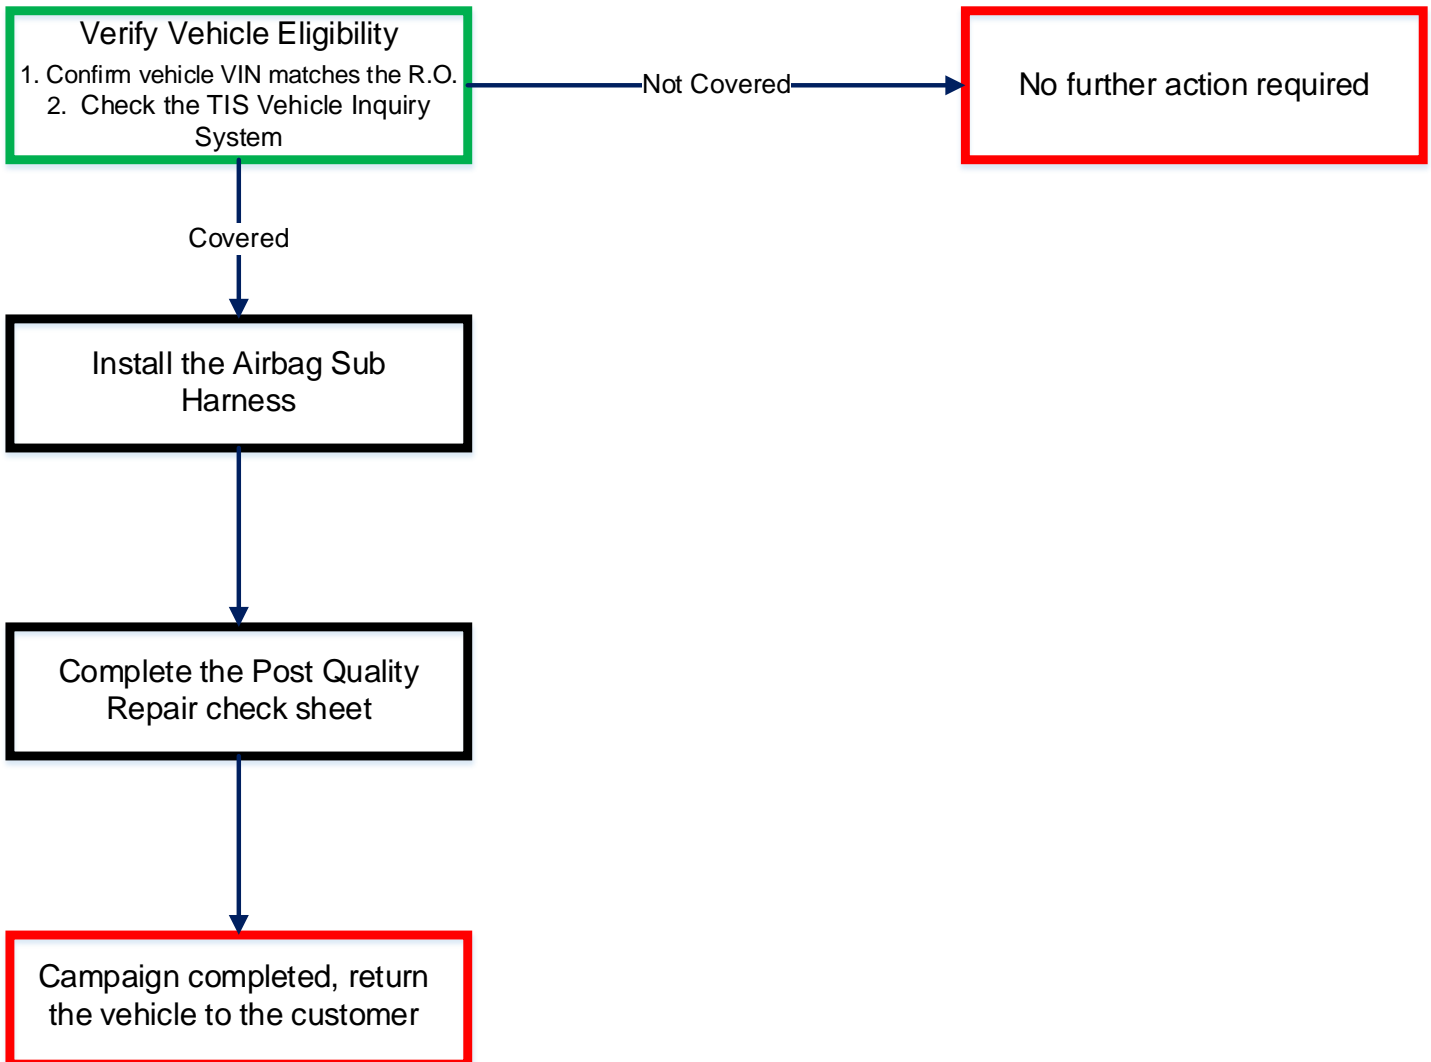 Verify Vehicle Eligibility
1. Confirm vehicle VIN matches the R.O.
2. Check the TIS Vehicle Inquiry
System
Not Covered
No further action required
Covered
Install the Airbag Sub
Harness
Complete the Post Quality
Repair check sheet
Campaign completed, return
the vehicle to the customer